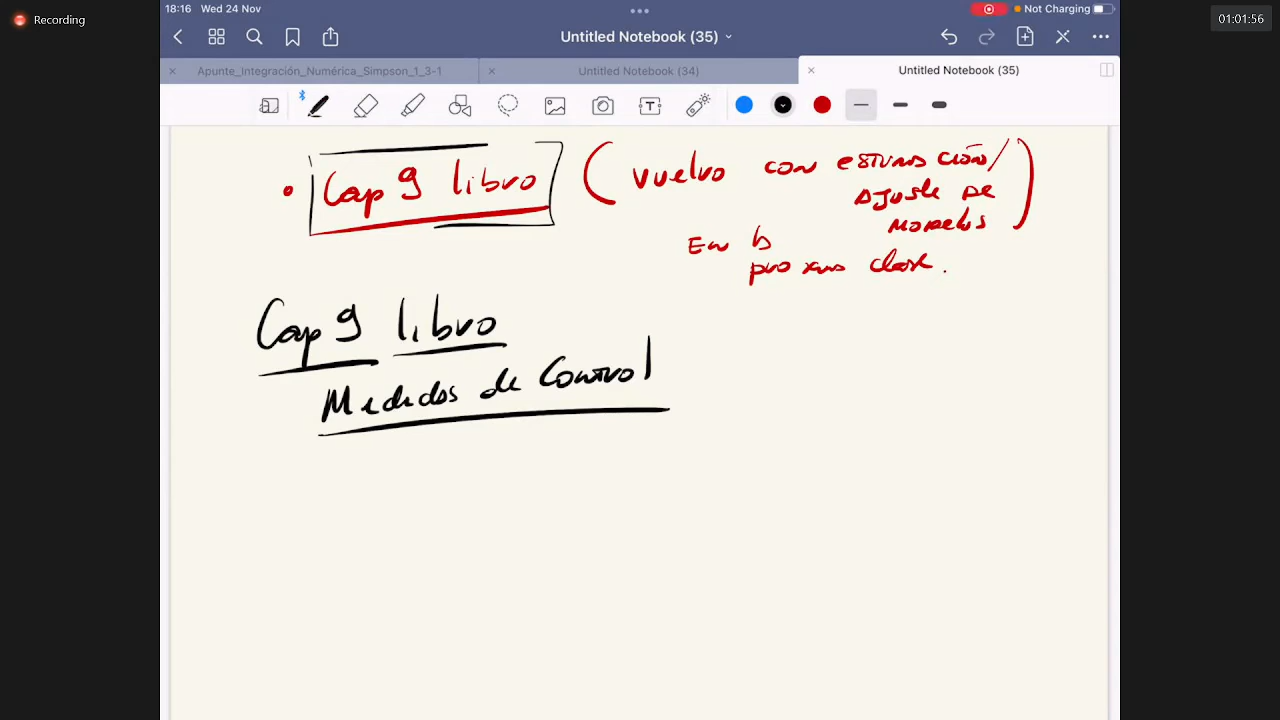 Recording
18:16 Wed 24 Nov
Not Charging
01:01:56
Untitled Notebook (35)
Apunte_Integración_Numérica_Simpson_1_3-1
Untitled Notebook (34)
Untitled Notebook (35)
T
• Cap 9 libro (vuelvo con estimación/
ajuste de
modelos)
En la
próxima clase.
Cap 9 libro
Medidas de Control